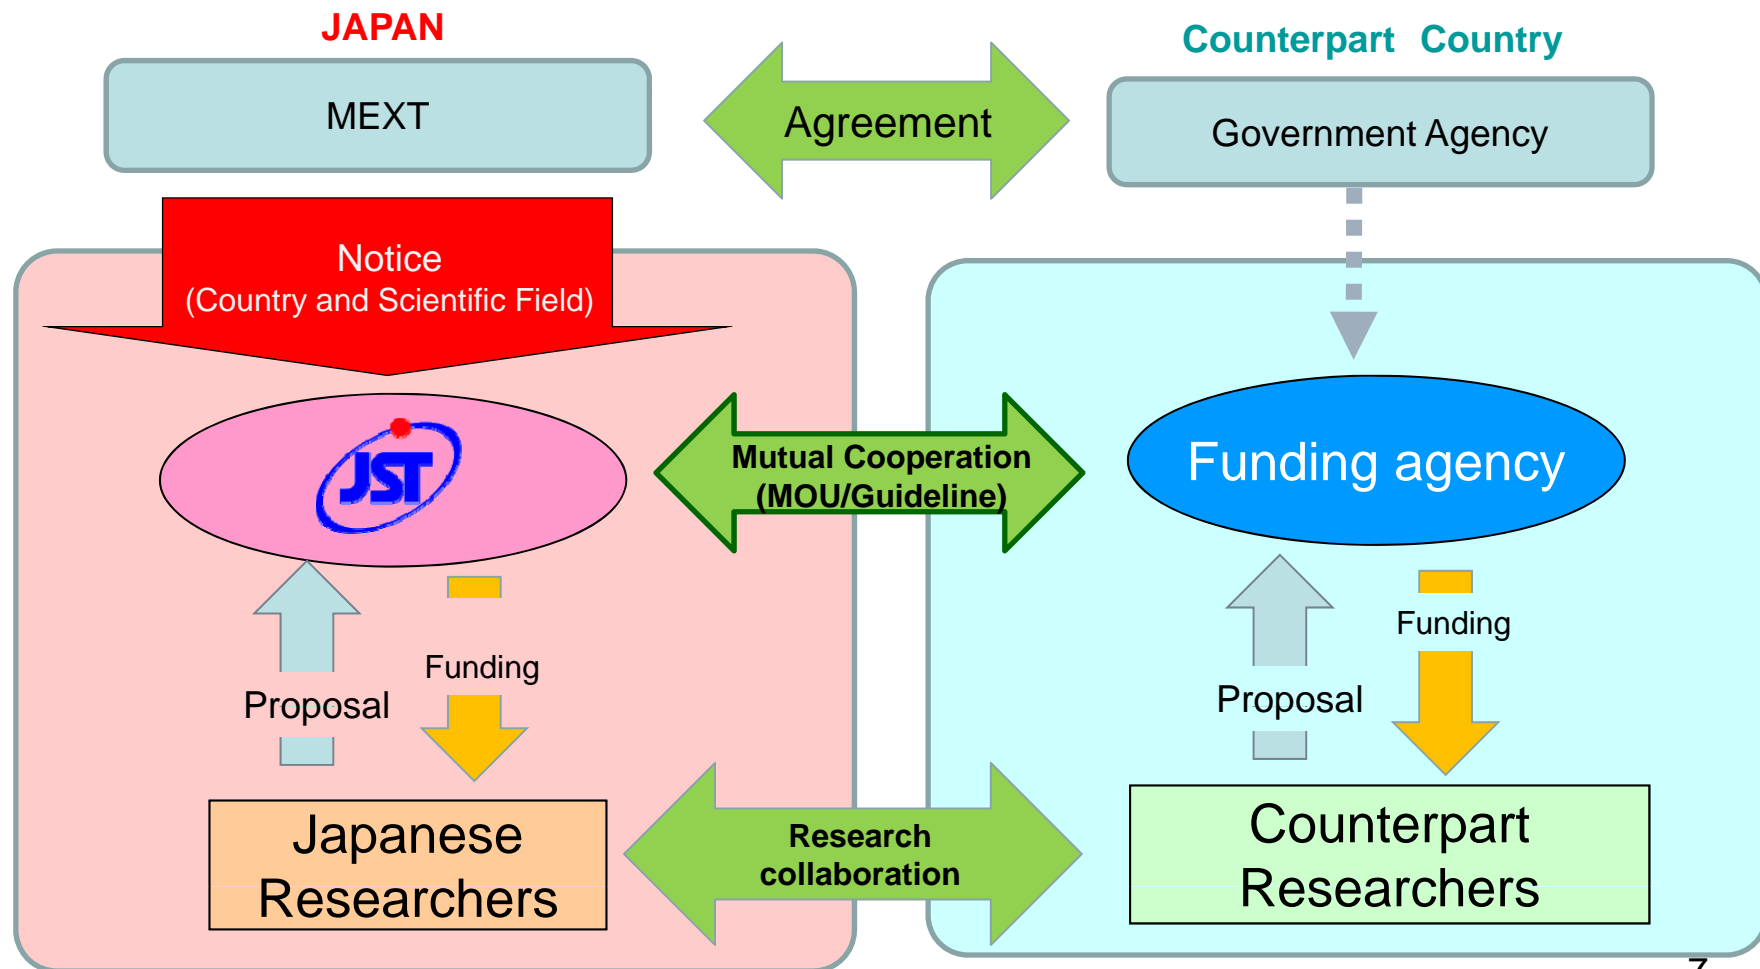 JAPAN
Counterpart Country
MEXT
Agreement
Government Agency
Notice
(Country and Scientific Field)
JST
Mutual Cooperation
(MOU/Guideline)
Funding agency
Proposal
Funding
Proposal
Funding
Japanese
Researchers
Research
collaboration
Counterpart
Researchers
7